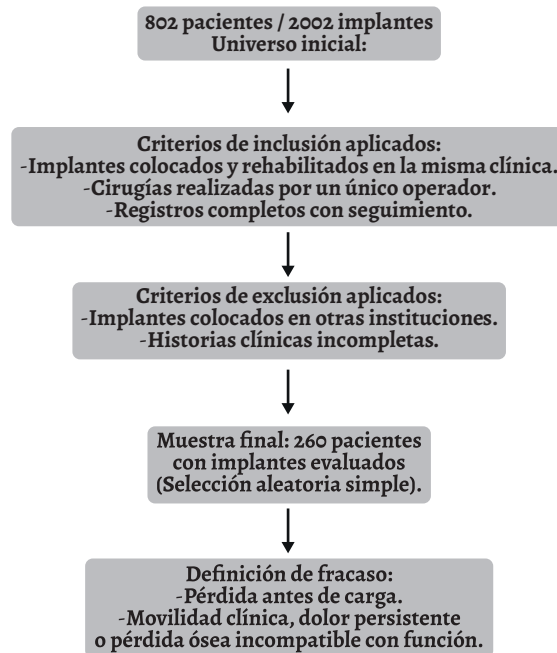 802 pacientes / 2002 implantes
Universo inicial:
Criterios de inclusión aplicados:
-Implantes colocados y rehabilitados en la misma clínica.
-Cirugías realizadas por un único operador.
-Registros completos con seguimiento.
Criterios de exclusión aplicados:
-Implantes colocados en otras instituciones.
-Historias clínicas incompletas.
Muestra final: 260 pacientes
con implantes evaluados
(Selección aleatoria simple).
Definición de fracaso:
-Pérdida antes de carga.
-Movilidad clínica, dolor persistente
o pérdida ósea incompatible con función.